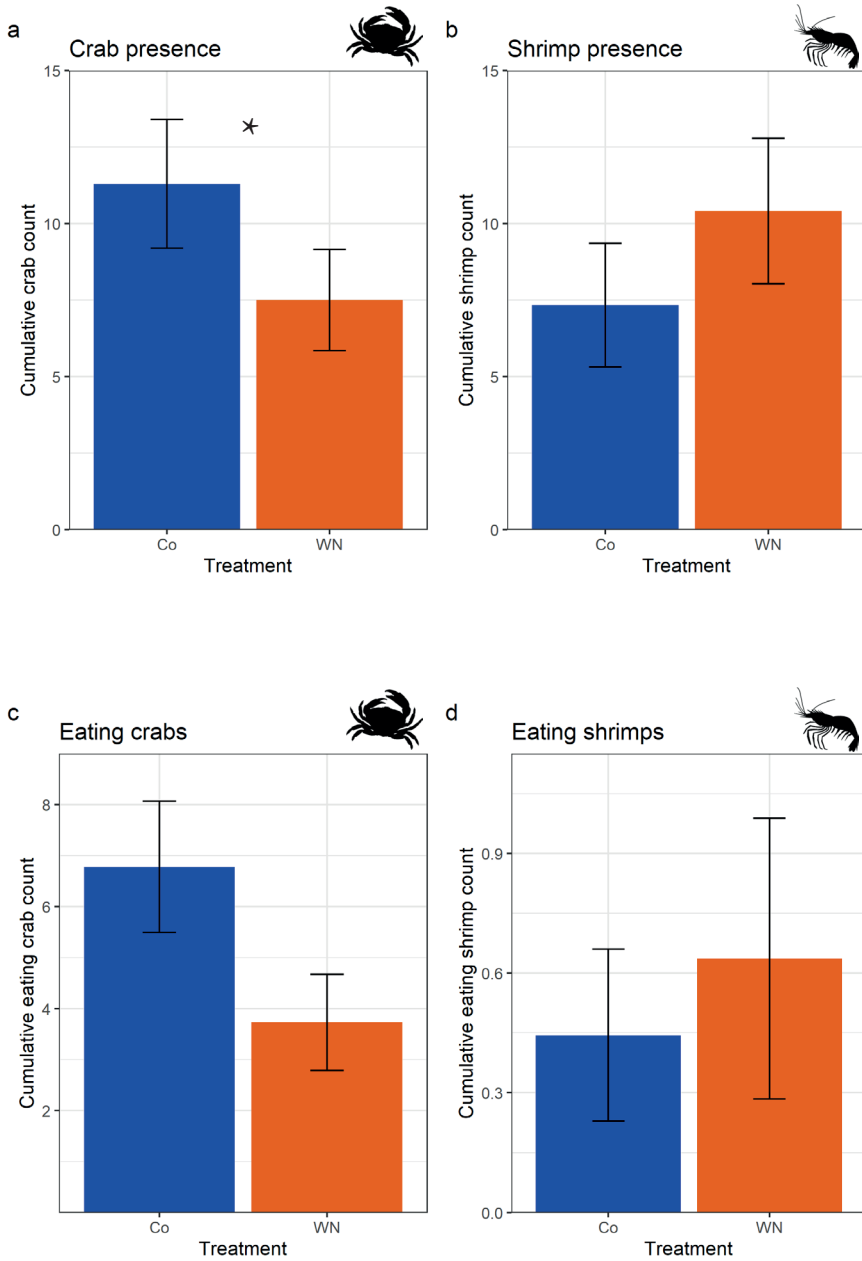 a
Crab presence
15
10
5
0
Cumulative crab count
*
Co
WN
Treatment
b
Shrimp presence
15
10
5
0
Cumulative shrimp count
Co
WN
Treatment
c
Eating crabs
8
6
4
2
Cumulative eating crab count
Co
WN
Treatment
d
Eating shrimps
0.9
0.6
0.3
0.0
Cumulative eating shrimp count
Co
WN
Treatment